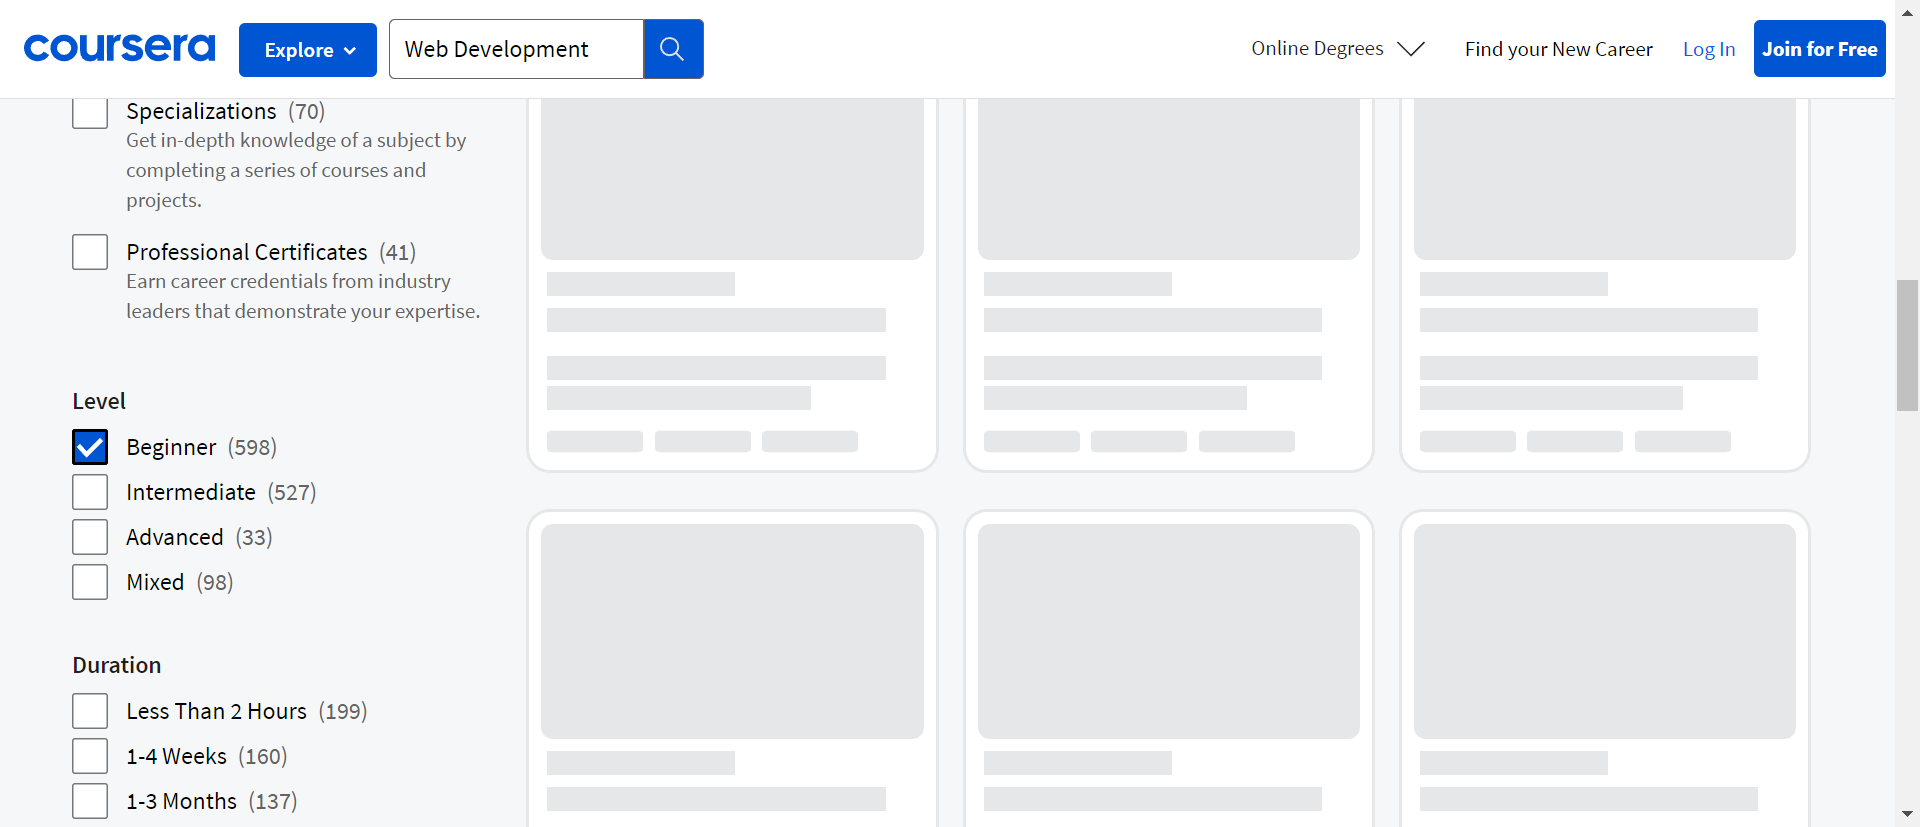 coursera
Explore
Web Development
Online Degrees
Find your New Career
Log In
Join for Free
Specializations (70)
Get in-depth knowledge of a subject by
completing a series of courses and
projects.
Professional Certificates (41)
Earn career credentials from industry
leaders that demonstrate your expertise.
Level
Beginner (598)
Intermediate (527)
Advanced (33)
Mixed (98)
Duration
Less Than 2 Hours (199)
1-4 Weeks (160)
1-3 Months (137)